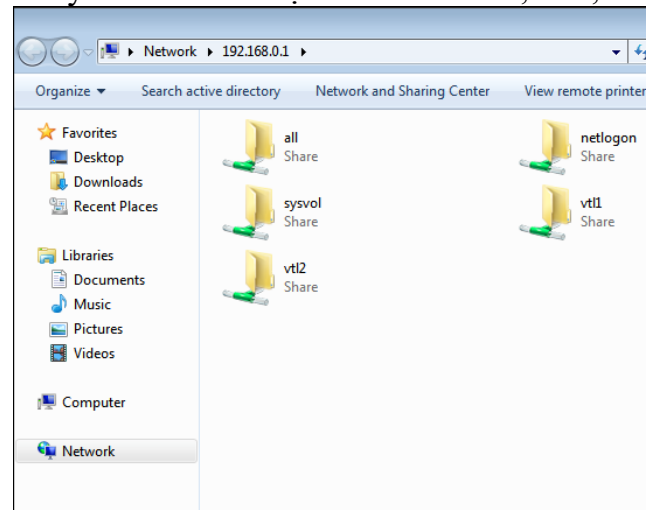 Network ▸ 192.168.0.1 ▸
Organize ▾ Search active directory Network and Sharing Center View remote printer
Favorites
Desktop
Downloads
Recent Places
Libraries
Documents
Music
Pictures
Videos
Computer
Network
all
Share
netlogon
Share
sysvol
Share
vtl1
Share
vtl2
Share